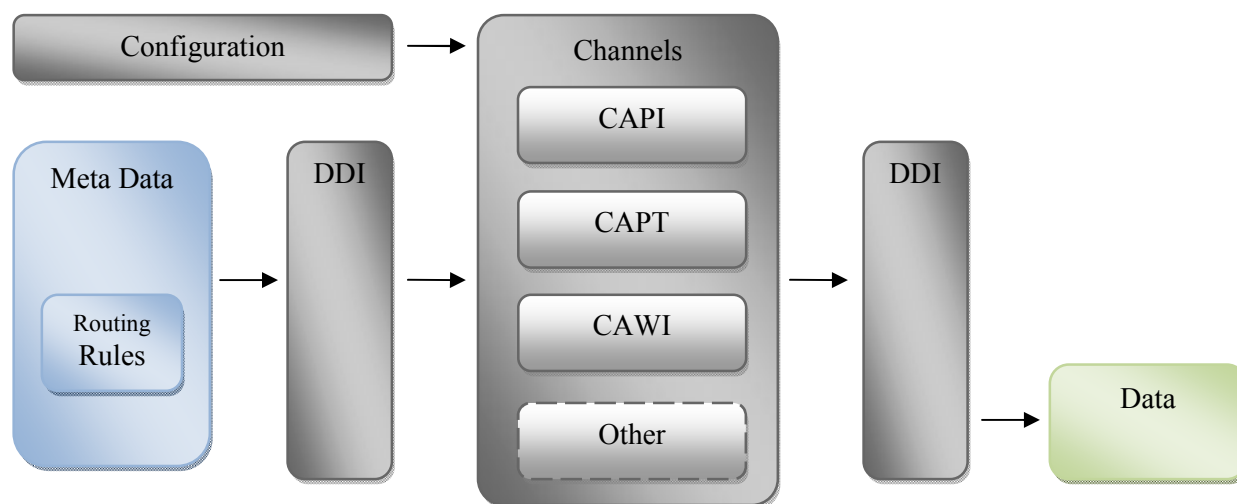 Configuration
Channels
CAPI
Meta Data
DDI
DDI
CAPT
Routing
Rules
CAWI
Data
Other